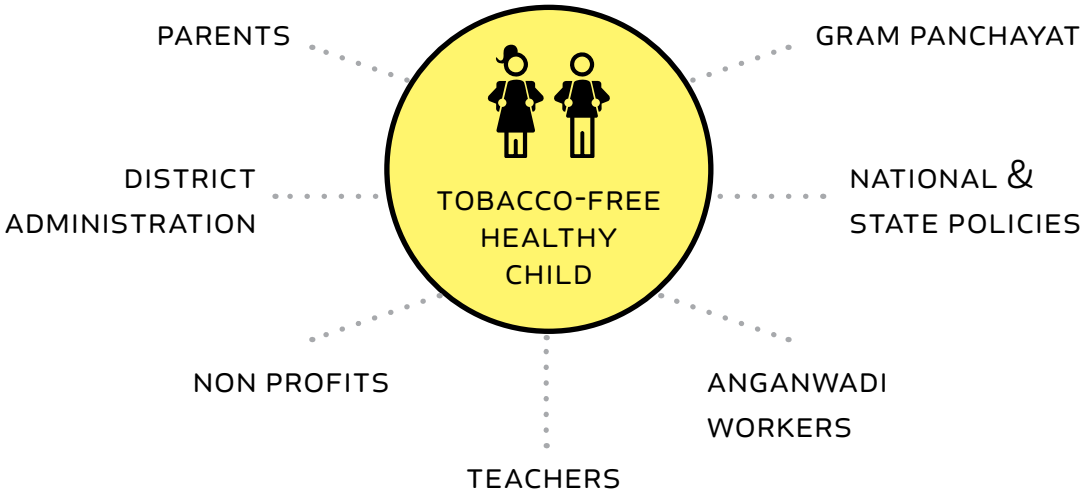 PARENTS
GRAM PANCHAYAT
DISTRICT
ADMINISTRATION
TOBACCO-FREE
HEALTHY
CHILD
NATIONAL &
STATE POLICIES
NON PROFITS
ANGANWADI
WORKERS
TEACHERS